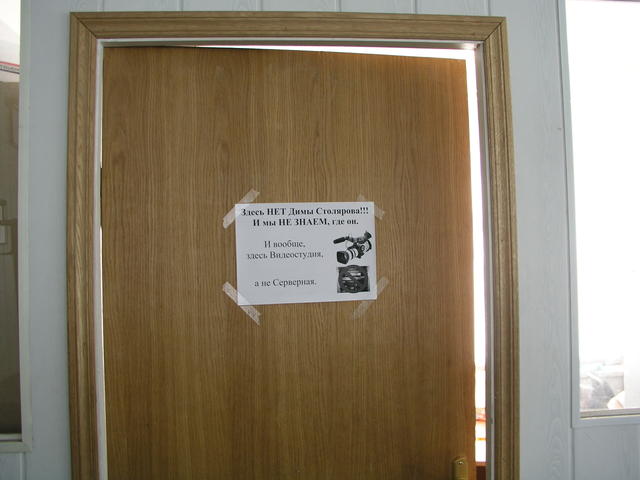 Здесь НЕТ Димы Столярова!!!
И мы НЕ ЗНАЕМ, где он.
И вообще,
здесь Видеостудия,
а не Серверная.